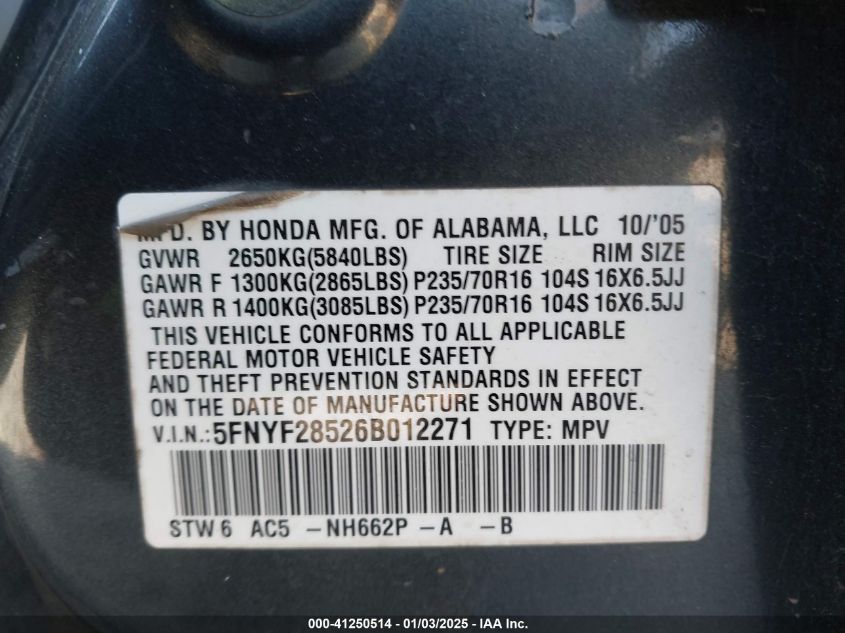 MFD. BY HONDA MFG. OF ALABAMA, LLC 10/'05
GVWR 2650KG(5840LBS) TIRE SIZE RIM SIZE
GAWR F 1300KG(2865LBS) P235/70R16 104S 16X6.5JJ
GAWR R 1400KG(3085LBS) P235/70R16 104S 16X6.5JJ
THIS VEHICLE CONFORMS TO ALL APPLICABLE
FEDERAL MOTOR VEHICLE SAFETY
AND THEFT PREVENTION STANDARDS IN EFFECT
ON THE DATE OF MANUFACTURE SHOWN ABOVE.
V.I.N.:5FNYF28526B012271 TYPE: MPV
STW6 AC5 -NH662P -A -B
000-41250514 - 01/03/2025 - IAA Inc.